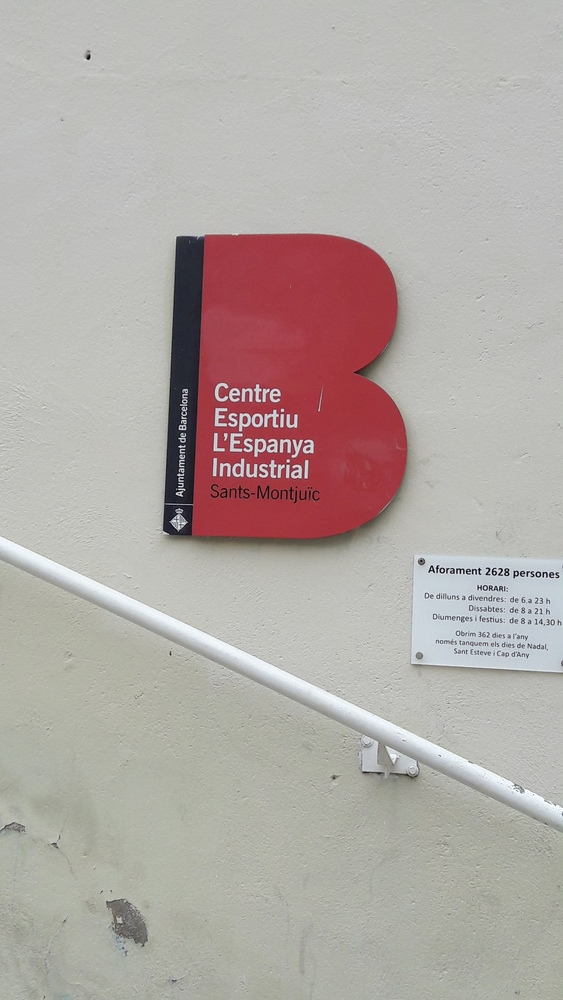 Ajuntament de Barcelona
Centre
Esportiu
L'Espanya
Industrial
Sants-Montjuïc
Aforament 2628 persones
HORARI:
De dilluns a divendres: de 6 a 23 h
Dissabtes: de 8 a 21 h
Diumenges i festius: de 8 a 14,30 h
Obrim 362 dies a l'any
només tanquem els dies de Nadal,
Sant Esteve i Cap d'Any